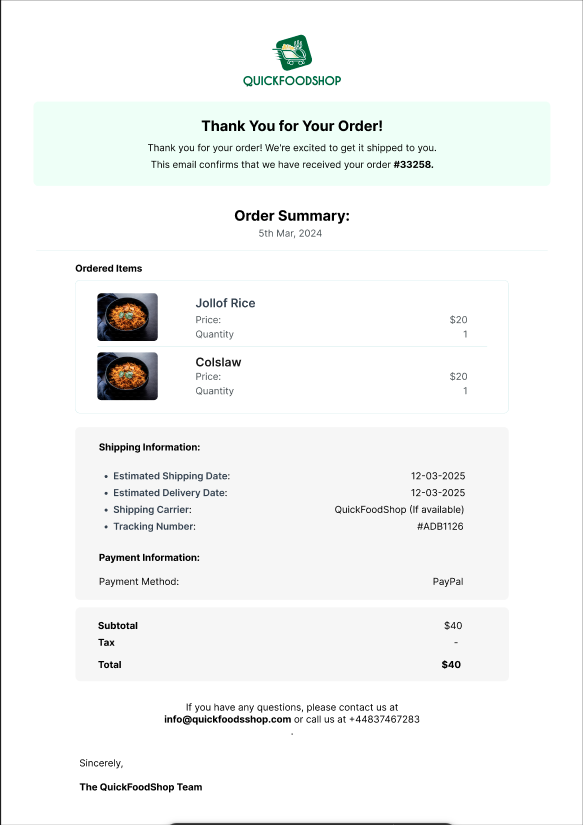 QUICKFOODSHOP
Thank You for Your Order!
Thank you for your order! We're excited to get it shipped to you.
This email confirms that we have received your order #33258.
Order Summary:
5th Mar, 2024
Ordered Items
Jollof Rice
Price: $20
Quantity 1
Colslaw
Price: $20
Quantity 1
Shipping Information:
• Estimated Shipping Date: 12-03-2025
• Estimated Delivery Date: 12-03-2025
• Shipping Carrier: QuickFoodShop (If available)
• Tracking Number: #ADB1126
Payment Information:
Payment Method: PayPal
Subtotal $40
Tax -
Total $40
If you have any questions, please contact us at
info@quickfoodsshop.com or call us at +44837467283
.
Sincerely,
The QuickFoodShop Team